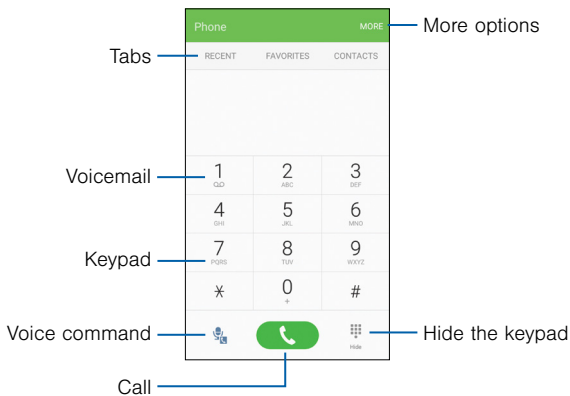 Phone MORE
More options
Tabs
RECENT FAVORITES CONTACTS
Voicemail
1 2 3
ABC DEF
4 5 6
GHI JKL MNO
Keypad
7 8 9
PQRS TUV WXYZ
* 0 #
+
Voice command
Hide the keypad
Hide
Call